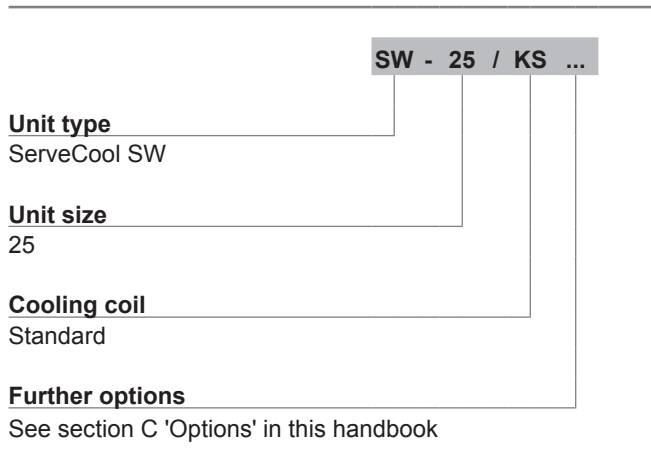 SW - 25 / KS ...
Unit type
ServeCool SW
Unit size
25
Cooling coil
Standard
Further options
See section C 'Options' in this handbook